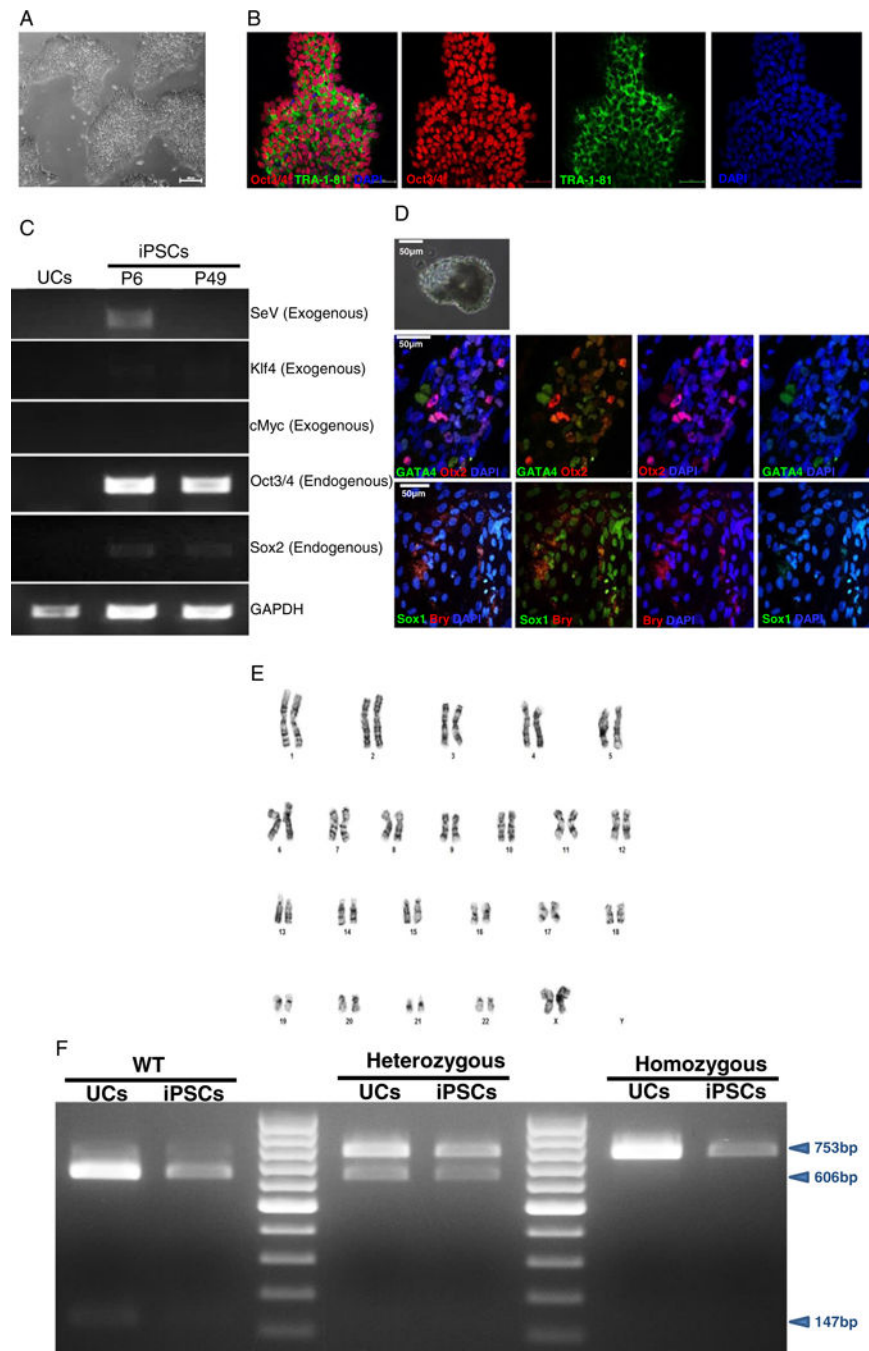 A
B
Oct3/4 TRA-1-81 DAPI
Oct3/4
TRA-1-81
DAPI
C
iPSCs
UCs P6 P49
SeV (Exogenous)
Klf4 (Exogenous)
cMyc (Exogenous)
Oct3/4 (Endogenous)
Sox2 (Endogenous)
GAPDH
D
50µm
50µm
GATA4 Otx2 DAPI
GATA4 Otx2
Otx2 DAPI
GATA4 DAPI
50µm
Sox1 Bry DAPI
Sox1 Bry
Bry DAPI
Sox1 DAPI
E
1 2 3 4 5
6 7 8 9 10 11 12
13 14 15 16 17 18
19 20 21 22 X Y
F
WT Heterozygous Homozygous
UCs iPSCs UCs iPSCs UCs iPSCs
753bp
606bp
147bp